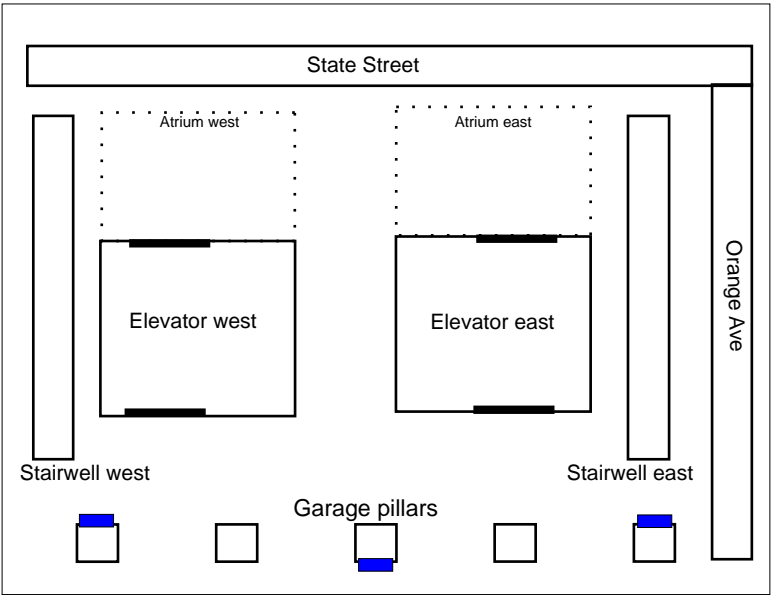 State Street
Atrium west
Atrium east
Orange Ave
Elevator west
Elevator east
Stairwell west
Stairwell east
Garage pillars